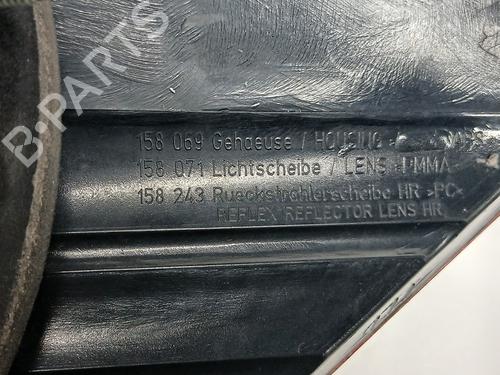 B-PARTS
158 069 Gehaeuse / HOUSING
158 071 Lichtscheibe / LENS >PMMA
158 243 Rueckstrahlerscheibe HR >PC<
REFLEX REFLECTOR LENS HR